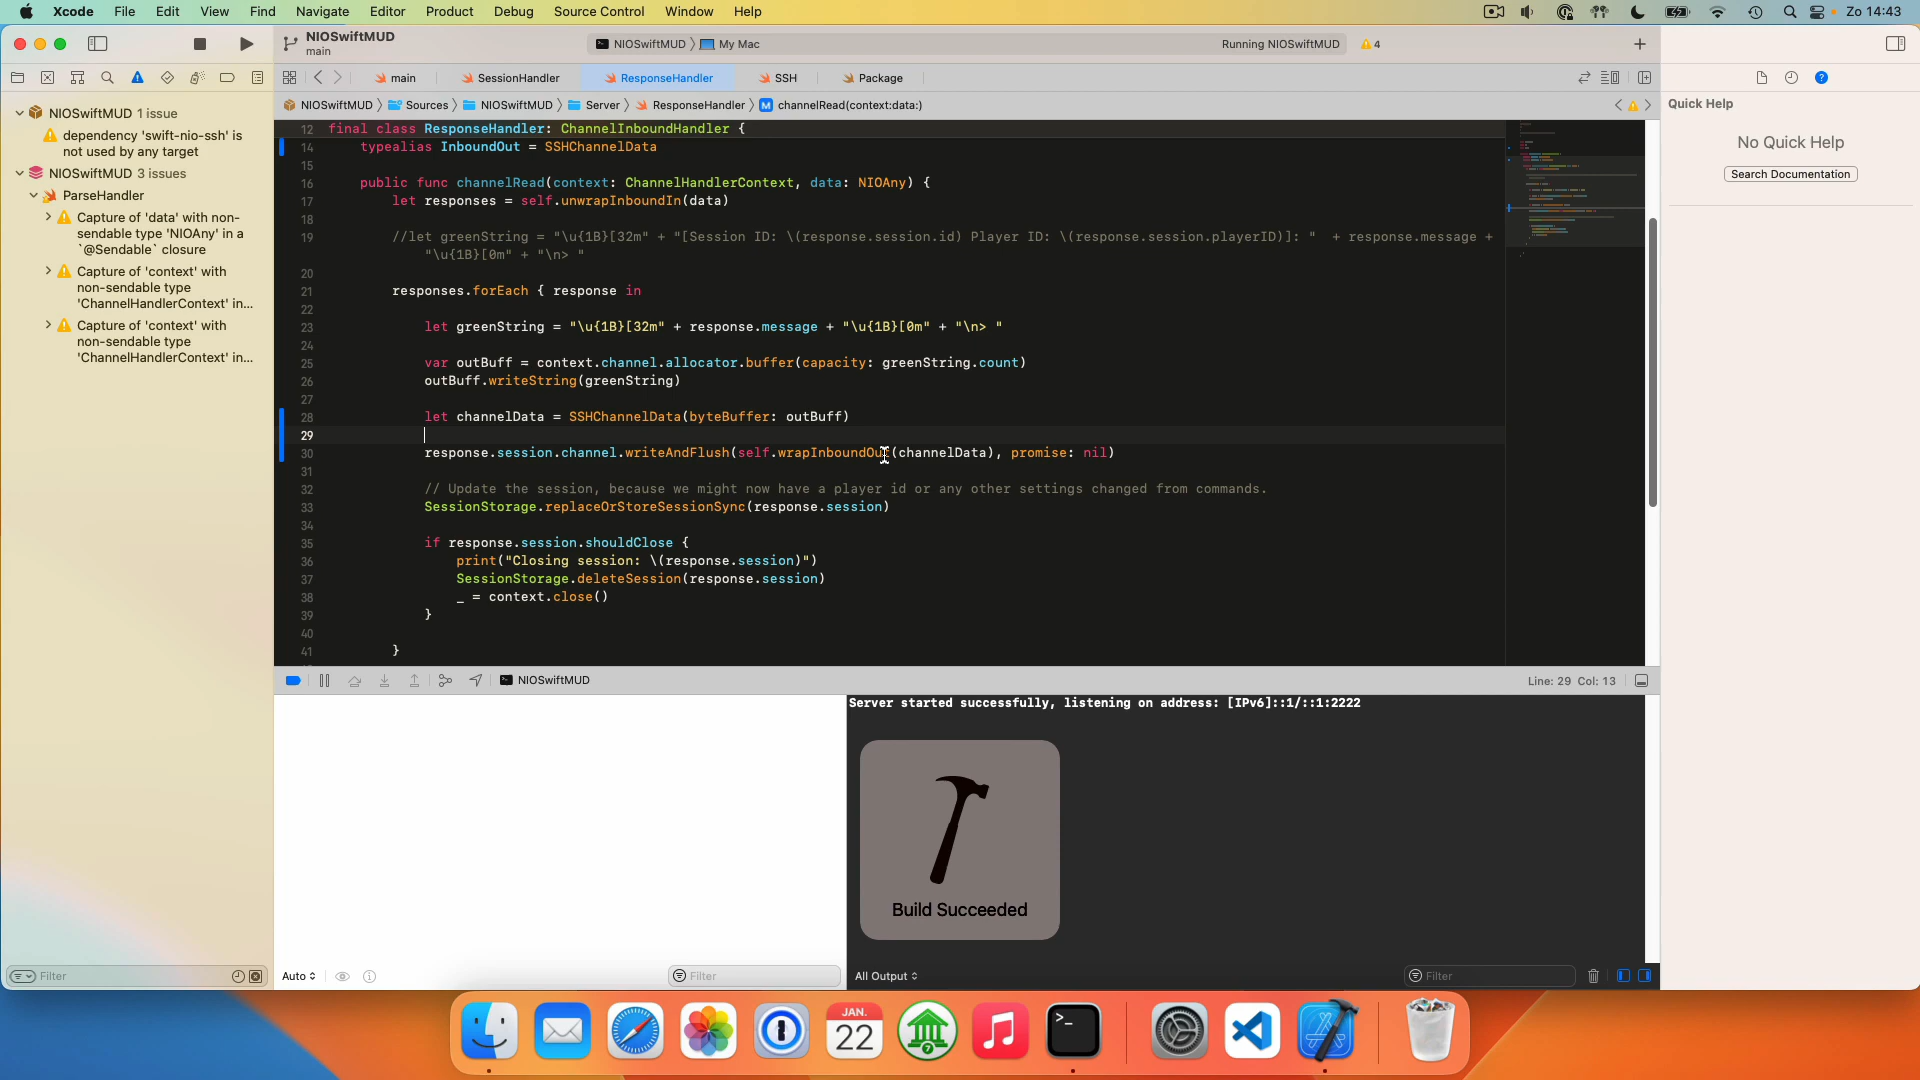 Xcode File Edit View Find Navigate Editor Product Debug Source Control Window Help Zo 14:43
NIOSwiftMUD
main
NIOSwiftMUD My Mac Running NIOSwiftMUD 4
main SessionHandler ResponseHandler SSH Package
NIOSwiftMUD Sources NIOSwiftMUD Server ResponseHandler M channelRead(context:data:)
NIOSwiftMUD 1 issue
dependency 'swift-nio-ssh' is
not used by any target
NIOSwiftMUD 3 issues
ParseHandler
Capture of 'data' with non-
sendable type 'NIOAny' in a
`@Sendable` closure
Capture of 'context' with
non-sendable type
'ChannelHandlerContext' in...
Capture of 'context' with
non-sendable type
'ChannelHandlerContext' in...
Filter
12 final class ResponseHandler: ChannelInboundHandler {
14 typealias InboundOut = SSHChannelData
15
16 public func channelRead(context: ChannelHandlerContext, data: NIOAny) {
17 let responses = self.unwrapInboundIn(data)
18
19 //let greenString = "\u{1B}[32m" + "[Session ID: \(response.session.id) Player ID: \(response.session.playerID)]: " + response.message +
"\u{1B}[0m" + "\n> "
20
21 responses.forEach { response in
22
23 let greenString = "\u{1B}[32m" + response.message + "\u{1B}[0m" + "\n> "
24
25 var outBuff = context.channel.allocator.buffer(capacity: greenString.count)
26 outBuff.writeString(greenString)
27
28 let channelData = SSHChannelData(byteBuffer: outBuff)
29
30 response.session.channel.writeAndFlush(self.wrapInboundOut(channelData), promise: nil)
31
32 // Update the session, because we might now have a player id or any other settings changed from commands.
33 SessionStorage.replaceOrStoreSessionSync(response.session)
34
35 if response.session.shouldClose {
36 print("Closing session: \(response.session)")
37 SessionStorage.deleteSession(response.session)
38 _ = context.close()
39 }
40
41 }
Quick Help
No Quick Help
Search Documentation
NIOSwiftMUD Line: 29 Col: 13
Server started successfully, listening on address: [IPv6]::1/::1:2222
Build Succeeded
Auto Filter All Output Filter
JAN.
22
7
>_